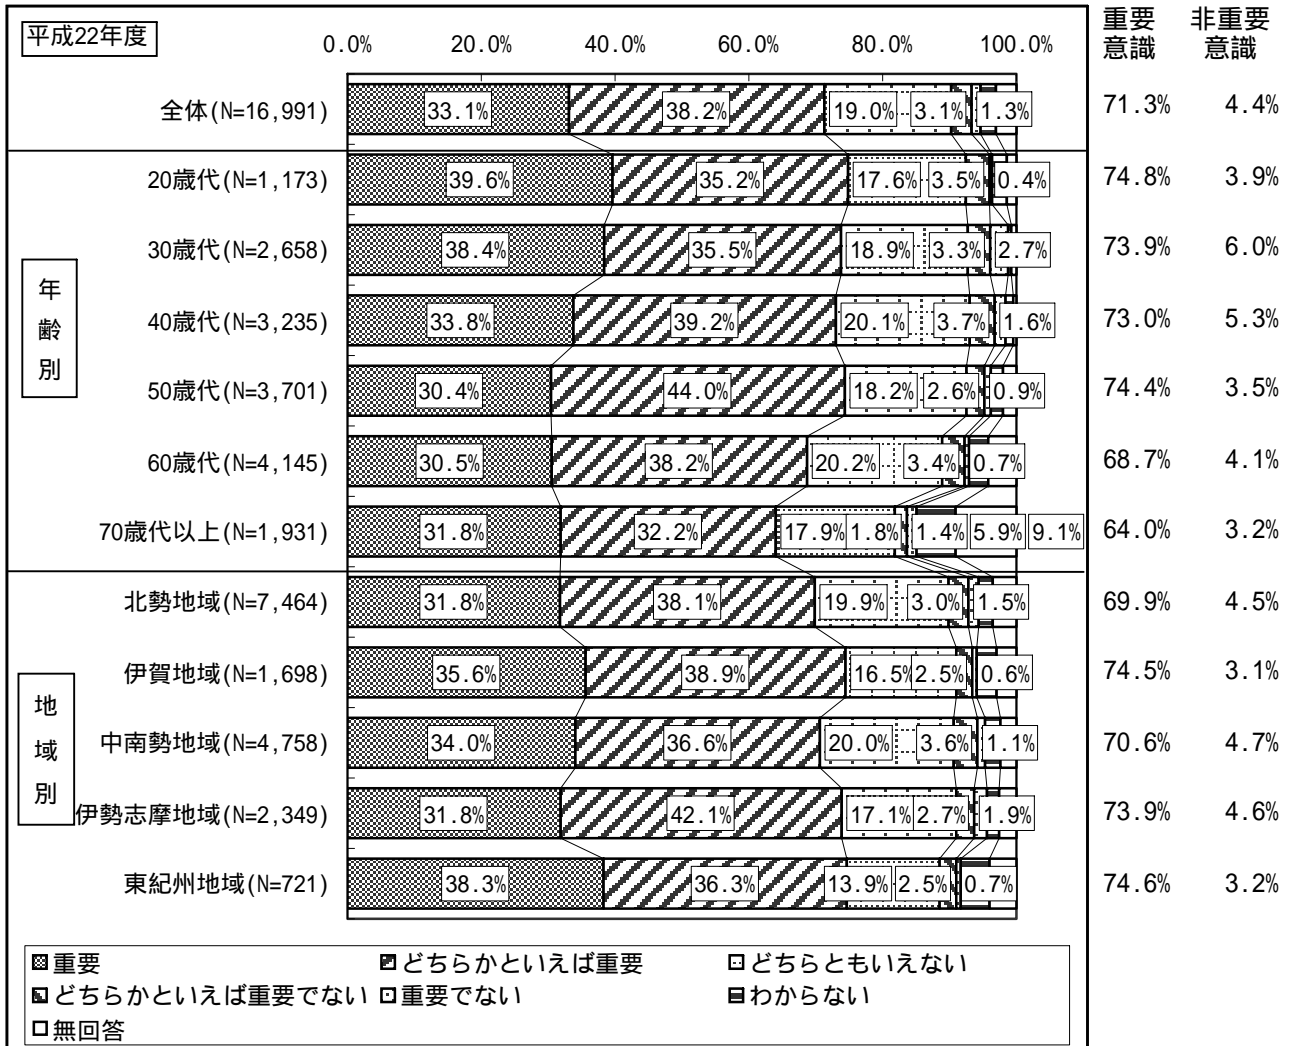 平成22年度
0.0% 20.0% 40.0% 60.0% 80.0% 100.0%
重要意識 非重要意識
全体(N=16,991) 33.1% 38.2% 19.0% 3.1% 1.3% 71.3% 4.4%
年齢別
20歳代(N=1,173) 39.6% 35.2% 17.6% 3.5% 0.4% 74.8% 3.9%
30歳代(N=2,658) 38.4% 35.5% 18.9% 3.3% 2.7% 73.9% 6.0%
40歳代(N=3,235) 33.8% 39.2% 20.1% 3.7% 1.6% 73.0% 5.3%
50歳代(N=3,701) 30.4% 44.0% 18.2% 2.6% 0.9% 74.4% 3.5%
60歳代(N=4,145) 30.5% 38.2% 20.2% 3.4% 0.7% 68.7% 4.1%
70歳代以上(N=1,931) 31.8% 32.2% 17.9% 1.8% 1.4% 5.9% 9.1% 64.0% 3.2%
地域別
北勢地域(N=7,464) 31.8% 38.1% 19.9% 3.0% 1.5% 69.9% 4.5%
伊賀地域(N=1,698) 35.6% 38.9% 16.5% 2.5% 0.6% 74.5% 3.1%
中南勢地域(N=4,758) 34.0% 36.6% 20.0% 3.6% 1.1% 70.6% 4.7%
伊勢志摩地域(N=2,349) 31.8% 42.1% 17.1% 2.7% 1.9% 73.9% 4.6%
東紀州地域(N=721) 38.3% 36.3% 13.9% 2.5% 0.7% 74.6% 3.2%
重要 どちらかといえば重要 どちらともいえない
どちらかといえば重要でない 重要でない わからない
無回答